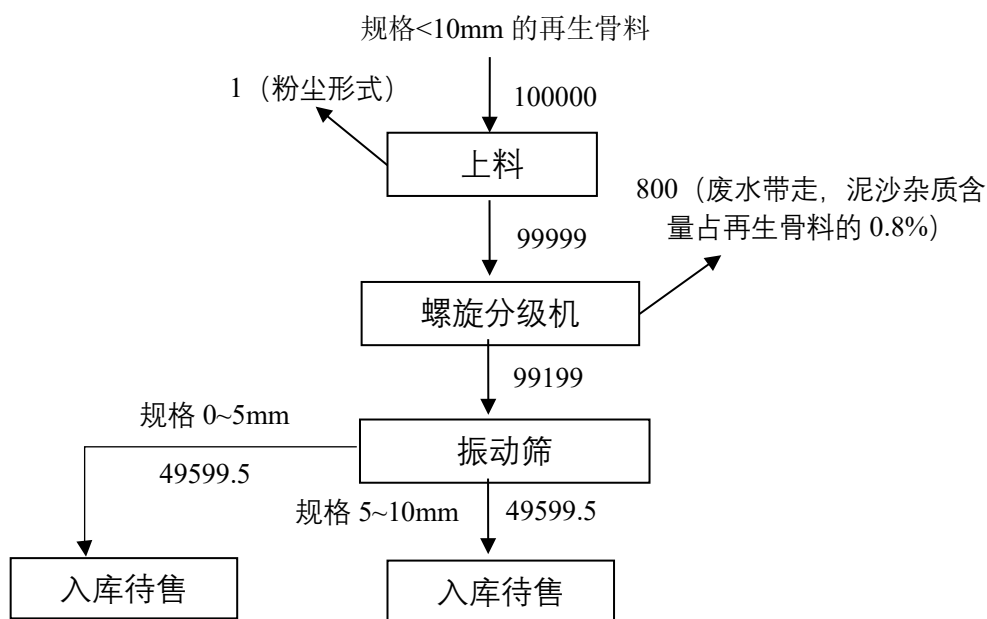 规格<10mm 的再生骨料
1（粉尘形式）
100000
上料
800（废水带走，泥沙杂质含
量占再生骨料的 0.8%）
99999
螺旋分级机
99199
规格 0~5mm
振动筛
49599.5
规格 5~10mm
49599.5
入库待售
入库待售